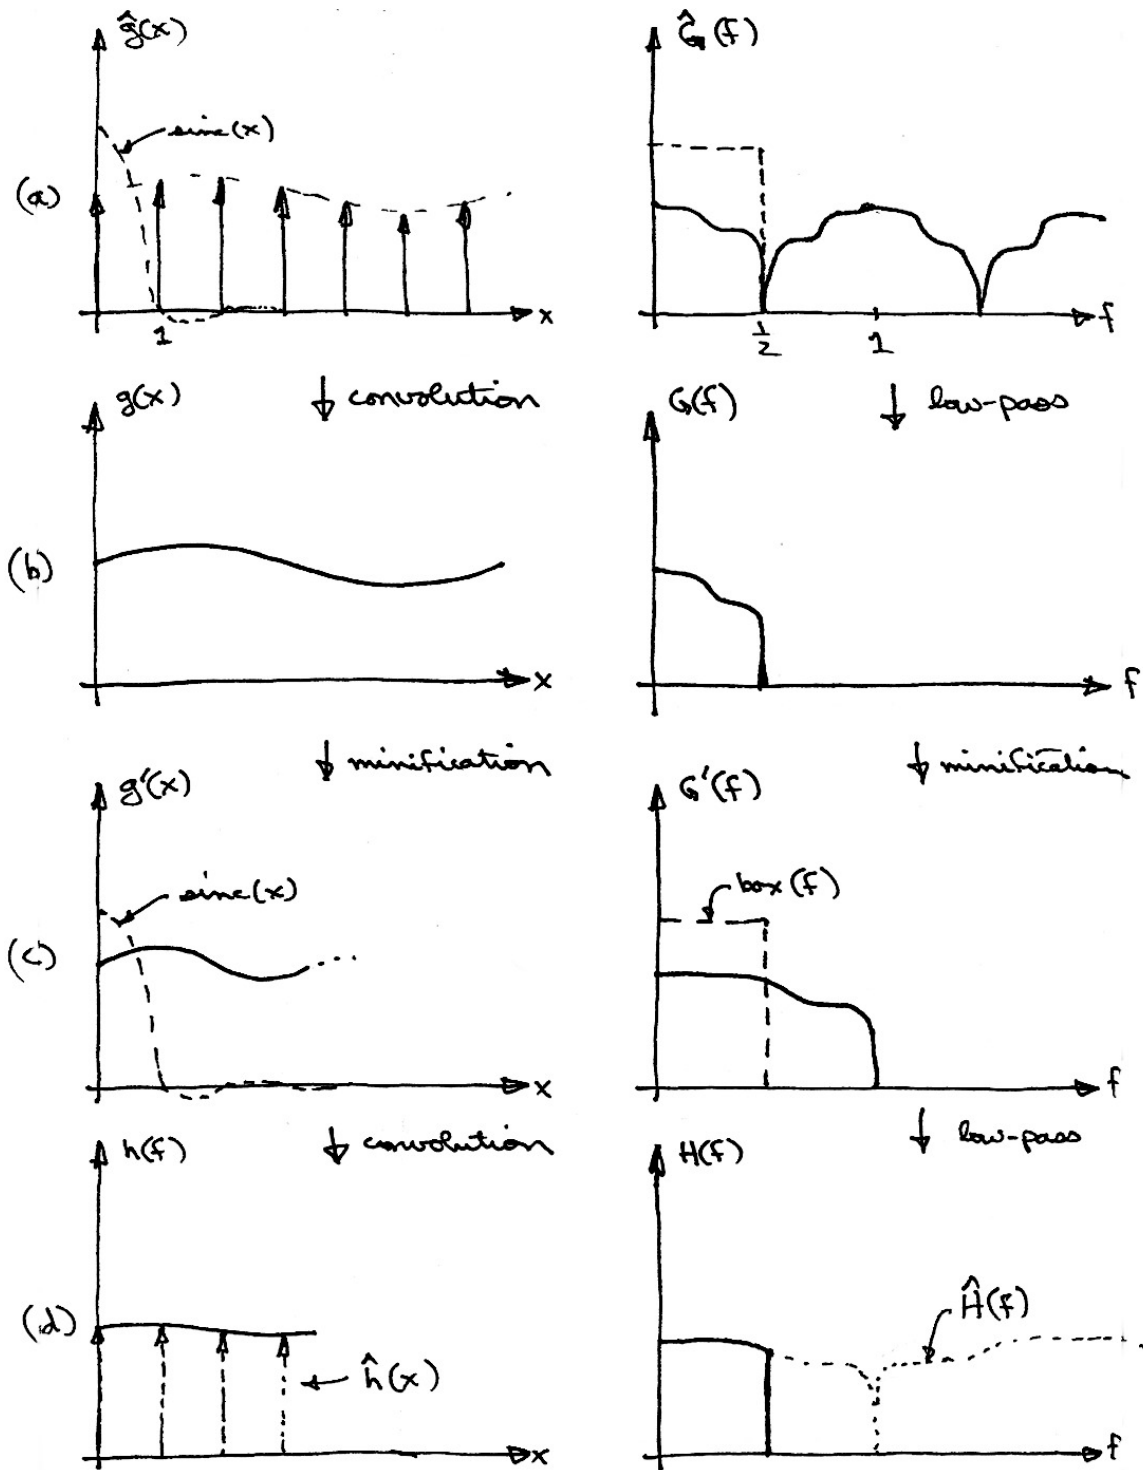 ĝ(x)
Ĝ(f)
sinc(x)
(a)
x
1
f
1/2
1
g(x)
↓ convolution
G(f)
↓ low-pass
(b)
x
f
↓ minification
↓ minification
g'(x)
G'(f)
sinc(x)
box(f)
(c)
x
f
h(f)
↓ convolution
H(f)
↓ low-pass
(d)
Ĥ(f)
ĥ(x)
x
f